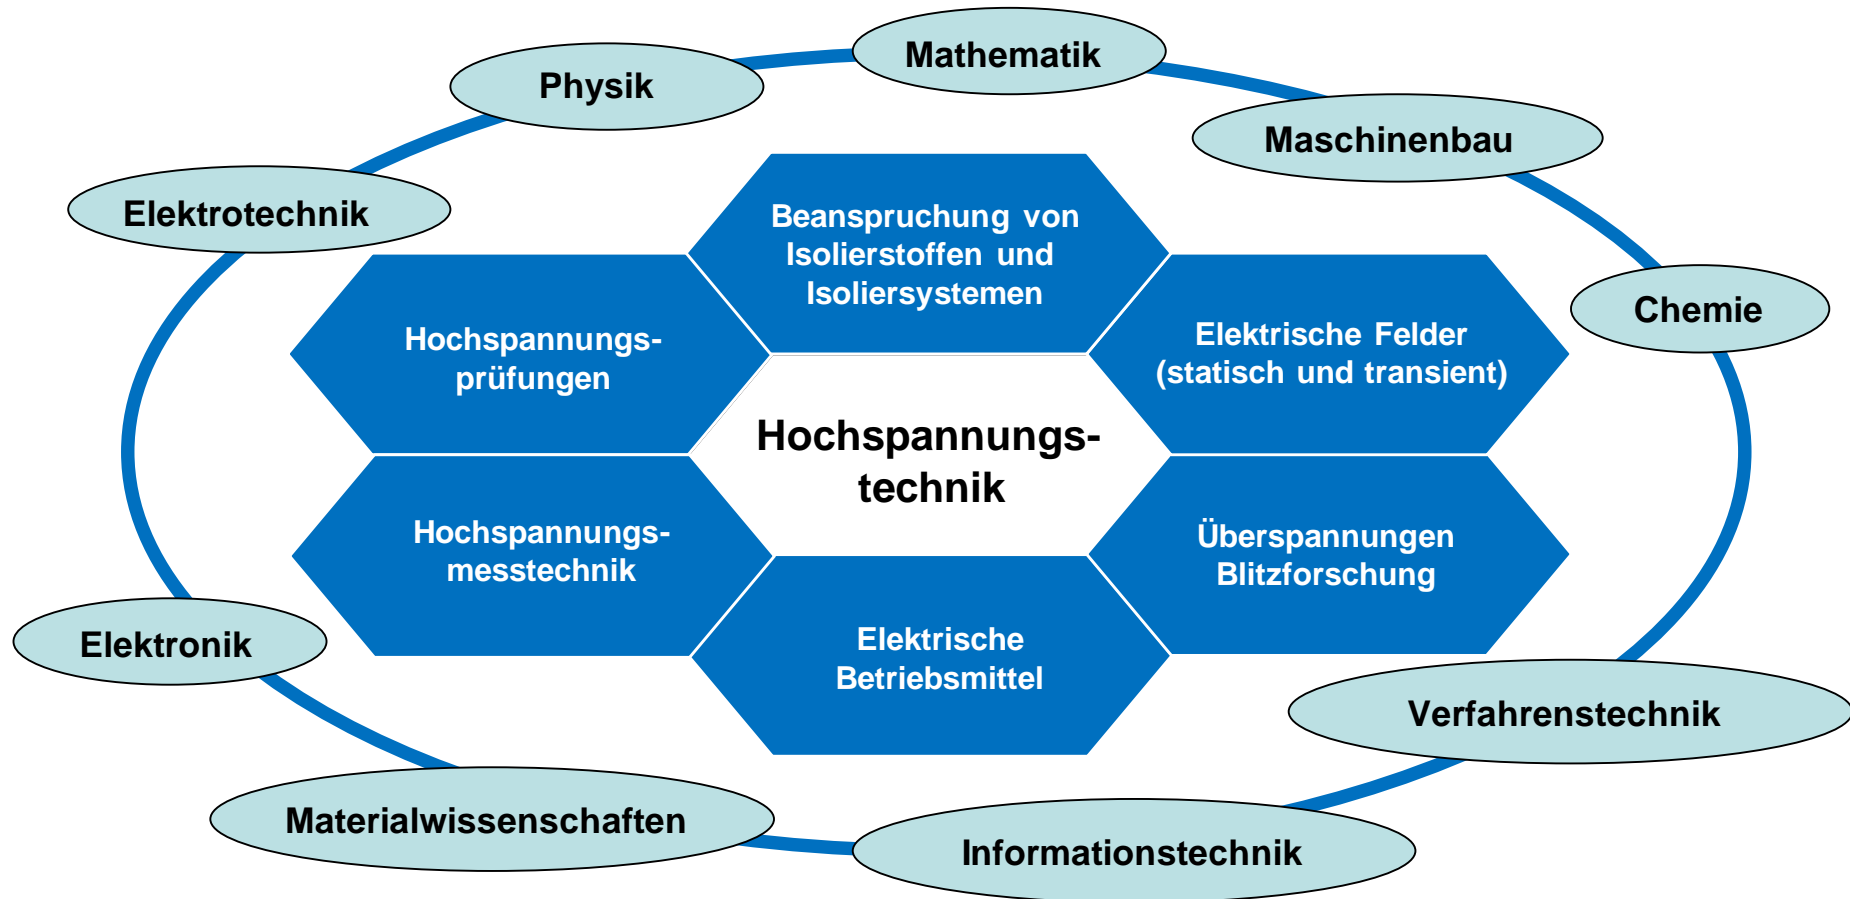 Mathematik
Physik
Maschinenbau
Elektrotechnik
Beanspruchung von
Isolierstoffen und
Isoliersystemen
Chemie
Hochspannungs-
prüfungen
Elektrische Felder
(statisch und transient)
Hochspannungs-
technik
Hochspannungs-
messtechnik
Überspannungen
Blitzforschung
Elektronik
Elektrische
Betriebsmittel
Verfahrenstechnik
Materialwissenschaften
Informationstechnik